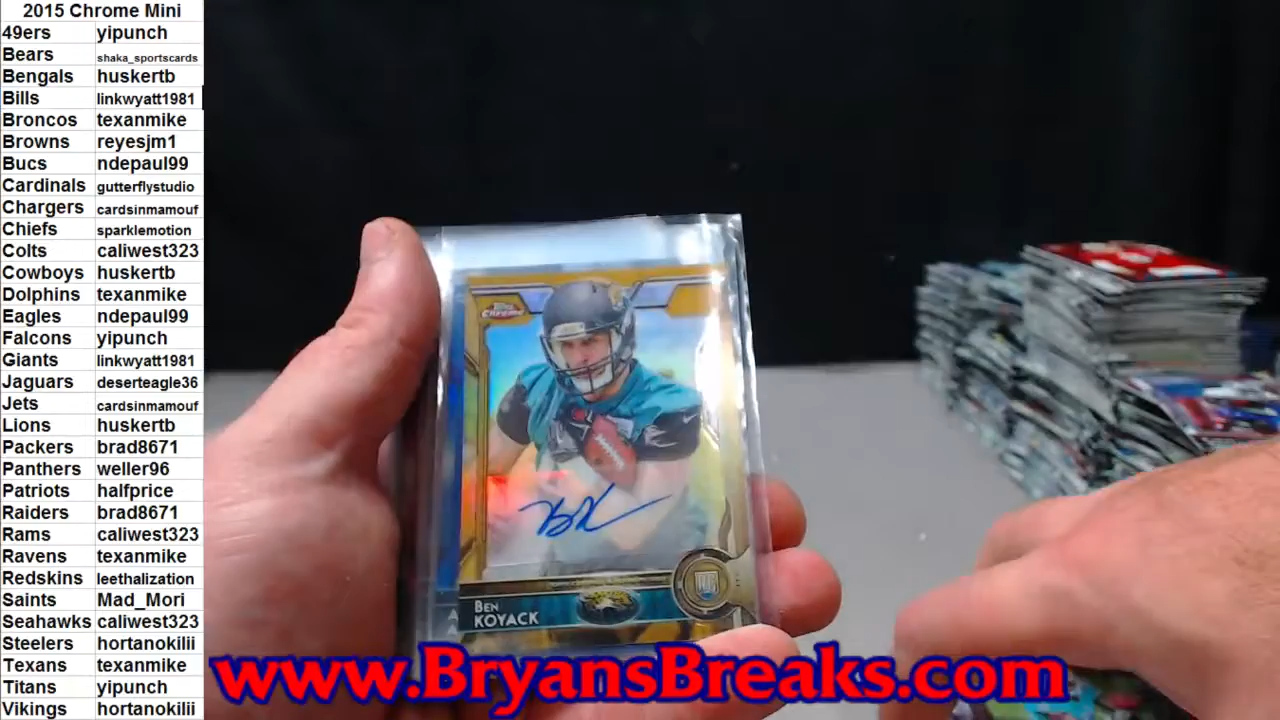 2015 Chrome Mini
49ers yipunch
Bears shaka_sportscards
Bengals huskertb
Bills linkwyatt1981
Broncos texanmike
Browns reyesjm1
Bucs ndepaul99
Cardinals gutterflystudio
Chargers cardsinmamouf
Chiefs sparklemotion
Colts caliwest323
Cowboys huskertb
Dolphins texanmike
Eagles ndepaul99
Falcons yipunch
Giants linkwyatt1981
Jaguars deserteagle36
Jets cardsinmamouf
Lions huskertb
Packers brad8671
Panthers weller96
Patriots halfprice
Raiders brad8671
Rams caliwest323
Ravens texanmike
Redskins leethalization
Saints Mad_Mori
Seahawks caliwest323
Steelers hortanokilii
Texans texanmike
Titans yipunch
Vikings hortanokilii
Topps
Chrome
BEN
KOYACK
www.BryansBreaks.com